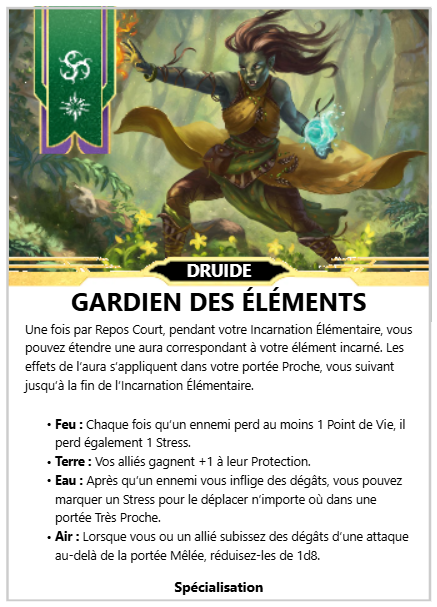 DRUIDE
GARDIEN DES ÉLÉMENTS
Une fois par Repos Court, pendant votre Incarnation Élémentaire, vous
pouvez étendre une aura correspondant à votre élément incarné. Les
effets de l’aura s’appliquent dans votre portée Proche, vous suivant
jusqu’à la fin de l’Incarnation Élémentaire.
• Feu : Chaque fois qu’un ennemi perd au moins 1 Point de Vie, il
perd également 1 Stress.
• Terre : Vos alliés gagnent +1 à leur Protection.
• Eau : Après qu’un ennemi vous inflige des dégâts, vous pouvez
marquer un Stress pour le déplacer n’importe où dans une
portée Très Proche.
• Air : Lorsque vous ou un allié subissez des dégâts d’une attaque
au-delà de la portée Mêlée, réduisez-les de 1d8.
Spécialisation